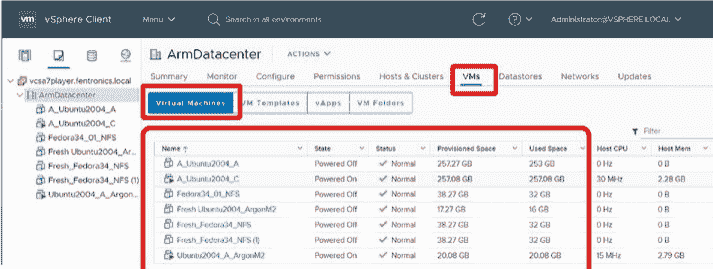 vm vSphere Client Menu Search in all environments Administrator@VSPHERE.LOCAL
vcsa7player.fentronics.local
ArmDatacenter
A_Ubuntu2004_A
A_Ubuntu2004_C
Fedora34_01_NFS
Fresh Ubuntu2004_Ar...
Fresh_Fedora34_NFS
Fresh_Fedora34_NFS (1)
Ubuntu2004_A_Argon...
ArmDatacenter ACTIONS
Summary Monitor Configure Permissions Hosts & Clusters VMs Datastores Networks Updates
Virtual Machines VM Templates vApps VM Folders
Filter
Name State Status Provisioned Space Used Space Host CPU Host Mem
A_Ubuntu2004_A Powered Off Normal 257.27 GB 253 GB 0 Hz 0 B
A_Ubuntu2004_C Powered On Normal 257.08 GB 257.08 GB 30 MHz 2.28 GB
Fedora34_01_NFS Powered Off Normal 38.27 GB 32 GB 0 Hz 0 B
Fresh Ubuntu2004_ArgonM2 Powered Off Normal 17.27 GB 16 GB 0 Hz 0 B
Fresh_Fedora34_NFS Powered Off Normal 38.27 GB 32 GB 0 Hz 0 B
Fresh_Fedora34_NFS (1) Powered Off Normal 38.27 GB 32 GB 0 Hz 0 B
Ubuntu2004_A_ArgonM2 Powered On Normal 20.08 GB 20.08 GB 15 MHz 2.79 GB